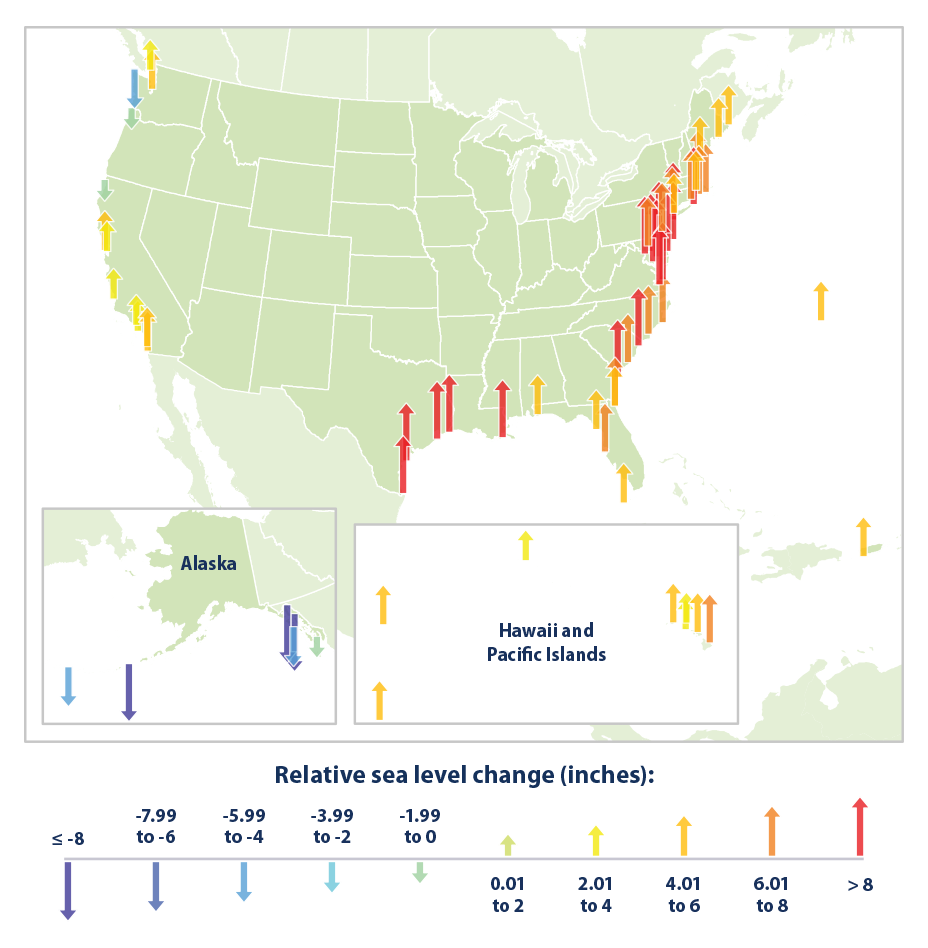 Alaska
Hawaii and
Pacific Islands
Relative sea level change (inches):
≤ -8
-7.99
to -6
-5.99
to -4
-3.99
to -2
-1.99
to 0
0.01
to 2
2.01
to 4
4.01
to 6
6.01
to 8
> 8